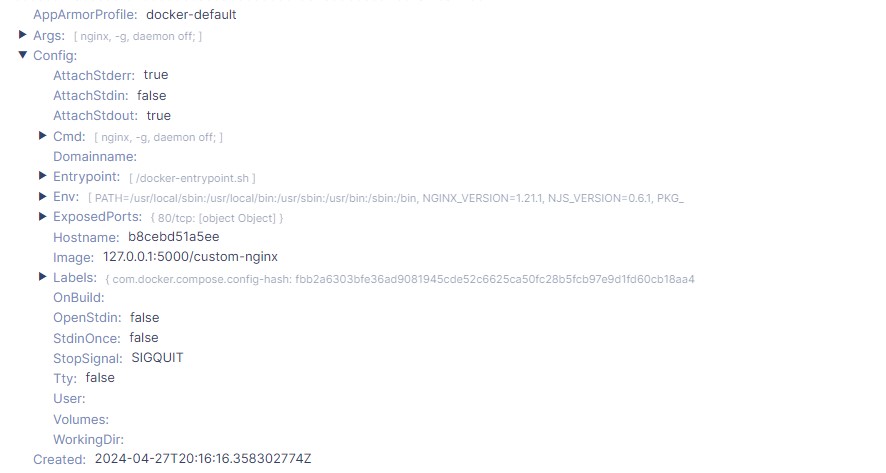 AppArmorProfile: docker-default
Args: [ nginx, -g, daemon off; ]
Config:
AttachStderr: true
AttachStdin: false
AttachStdout: true
Cmd: [ nginx, -g, daemon off; ]
Domainname:
Entrypoint: [ /docker-entrypoint.sh ]
Env: [ PATH=/usr/local/sbin:/usr/local/bin:/usr/sbin:/usr/bin:/sbin:/bin, NGINX_VERSION=1.21.1, NJS_VERSION=0.6.1, PKG_
ExposedPorts: { 80/tcp: [object Object] }
Hostname: b8cebd51a5ee
Image: 127.0.0.1:5000/custom-nginx
Labels: { com.docker.compose.config-hash: fbb2a6303bfe36ad9081945cde52c6625ca50fc28b5fcb97e9d1fd60cb18aa4
OnBuild:
OpenStdin: false
StdinOnce: false
StopSignal: SIGQUIT
Tty: false
User:
Volumes:
WorkingDir:
Created: 2024-04-27T20:16:16.358302774Z